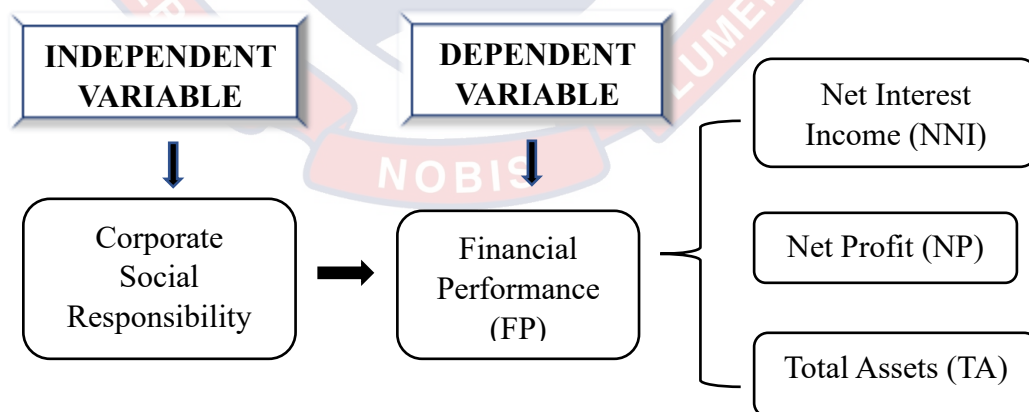 INDEPENDENT
VARIABLE
DEPENDENT
VARIABLE
Corporate
Social
Responsibility
Financial
Performance
(FP)
Net Interest
Income (NNI)
Net Profit (NP)
Total Assets (TA)
NOBIS